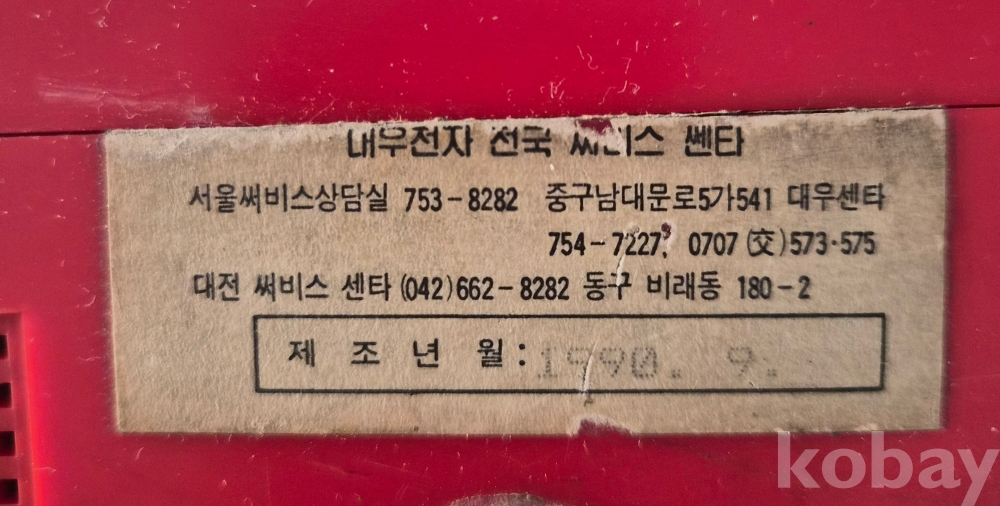 대우전자 전국 써비스 쎈타
서울써비스상담실 753-8282 중구남대문로5가541 대우센타
754-7227, 0707 (交)573·575
대전 써비스 센타 (042)662-8282 동구 비래동 180-2
제 조 년 월 : 1990. 9.
kobay